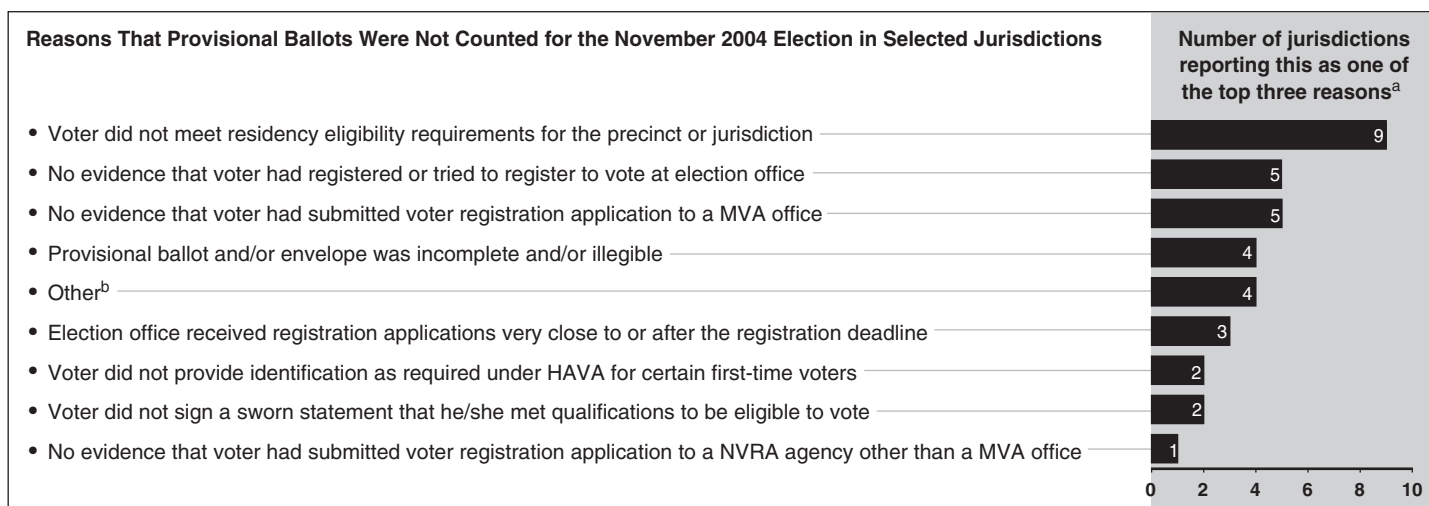 Reasons That Provisional Ballots Were Not Counted for the November 2004 Election in Selected Jurisdictions
Number of jurisdictions
reporting this as one of
the top three reasonsᵃ
• Voter did not meet residency eligibility requirements for the precinct or jurisdiction 9
• No evidence that voter had registered or tried to register to vote at election office 5
• No evidence that voter had submitted voter registration application to a MVA office 5
• Provisional ballot and/or envelope was incomplete and/or illegible 4
• Otherᵇ 4
• Election office received registration applications very close to or after the registration deadline 3
• Voter did not provide identification as required under HAVA for certain first-time voters 2
• Voter did not sign a sworn statement that he/she met qualifications to be eligible to vote 2
• No evidence that voter had submitted voter registration application to a NVRA agency other than a MVA office 1
0 2 4 6 8 10